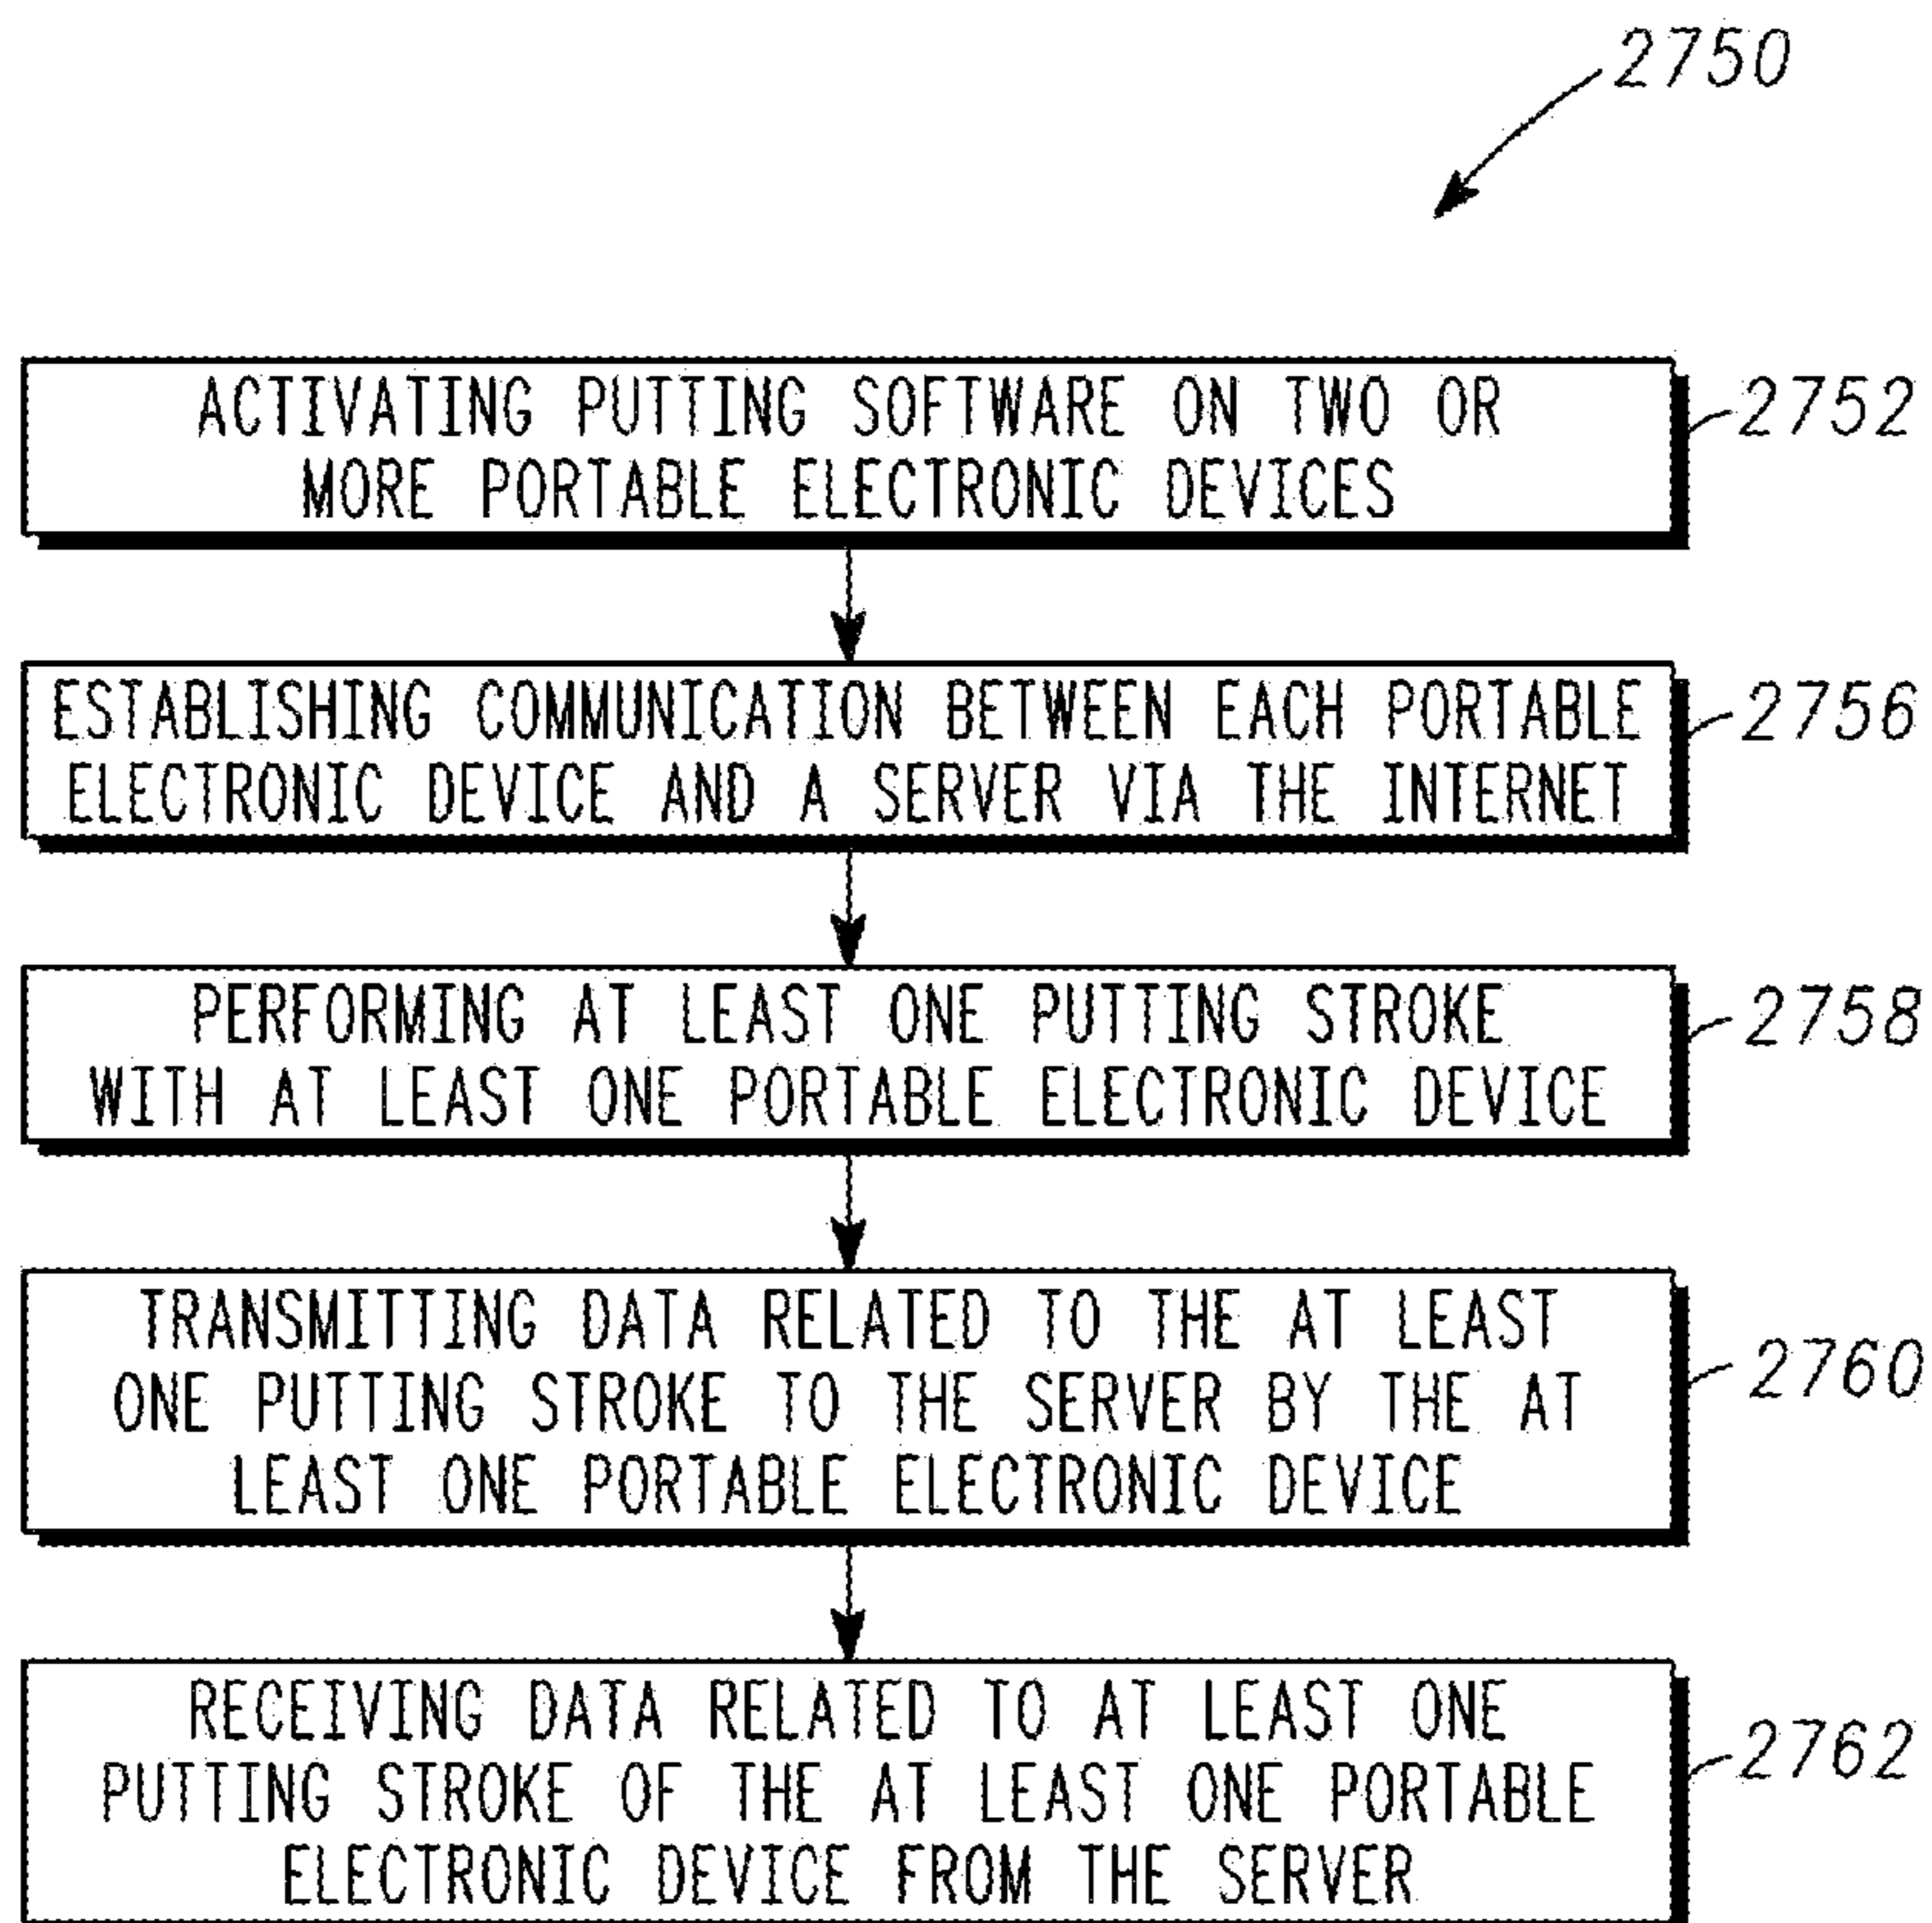 2750
ACTIVATING PUTTING SOFTWARE ON TWO OR
MORE PORTABLE ELECTRONIC DEVICES
2752
ESTABLISHING COMMUNICATION BETWEEN EACH PORTABLE
ELECTRONIC DEVICE AND A SERVER VIA THE INTERNET
2756
PERFORMING AT LEAST ONE PUTTING STROKE
WITH AT LEAST ONE PORTABLE ELECTRONIC DEVICE
2758
TRANSMITTING DATA RELATED TO THE AT LEAST
ONE PUTTING STROKE TO THE SERVER BY THE AT
LEAST ONE PORTABLE ELECTRONIC DEVICE
2760
RECEIVING DATA RELATED TO AT LEAST ONE
PUTTING STROKE OF THE AT LEAST ONE PORTABLE
ELECTRONIC DEVICE FROM THE SERVER
2762